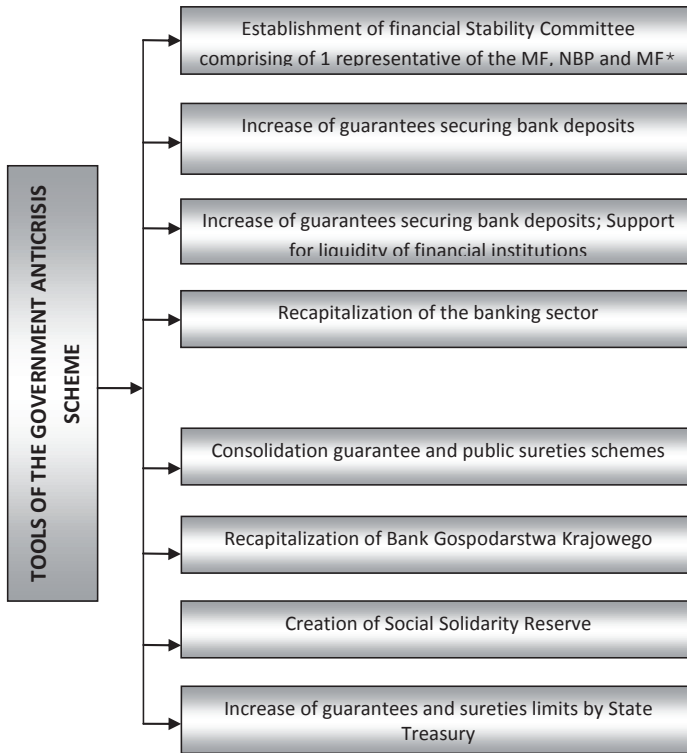 TOOLS OF THE GOVERNMENT ANTICRISIS
SCHEME
Establishment of financial Stability Committee
comprising of 1 representative of the MF, NBP and MF*
Increase of guarantees securing bank deposits
Increase of guarantees securing bank deposits; Support
for liquidity of financial institutions
Recapitalization of the banking sector
Consolidation guarantee and public sureties schemes
Recapitalization of Bank Gospodarstwa Krajowego
Creation of Social Solidarity Reserve
Increase of guarantees and sureties limits by State
Treasury